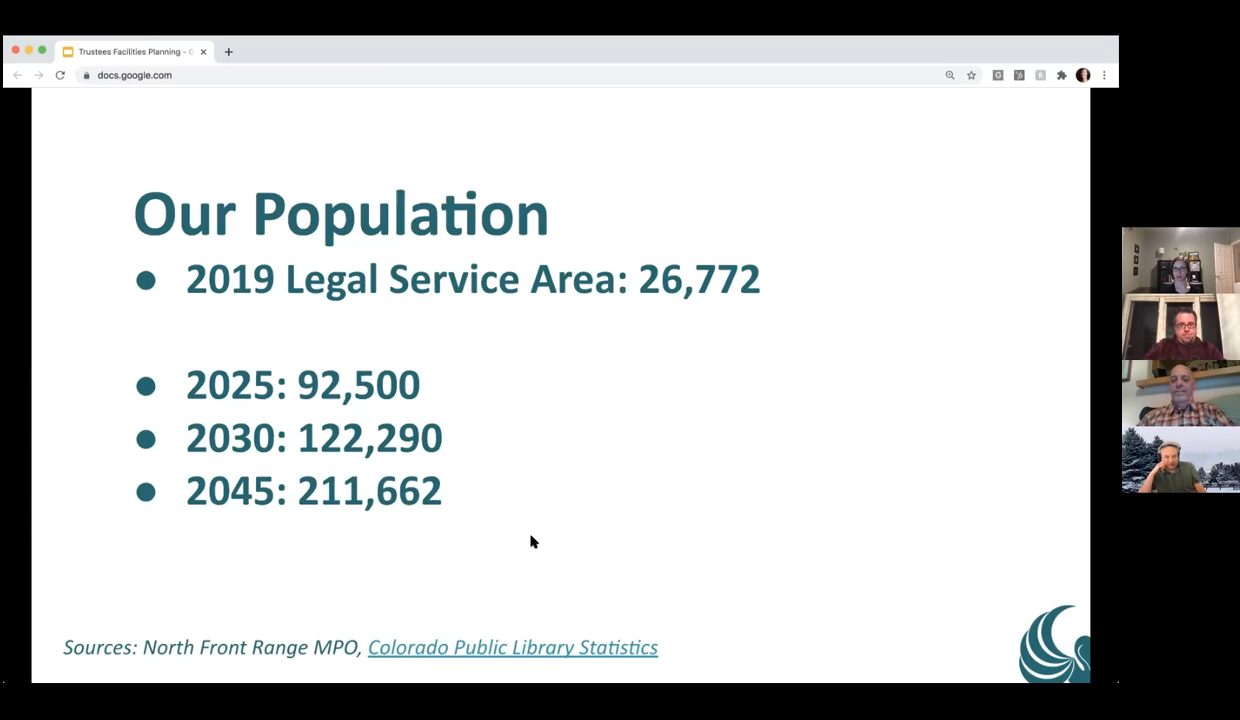 Trustees Facilities Planning - 
docs.google.com
Our Population
● 2019 Legal Service Area: 26,772
● 2025: 92,500
● 2030: 122,290
● 2045: 211,662
Sources: North Front Range MPO, Colorado Public Library Statistics